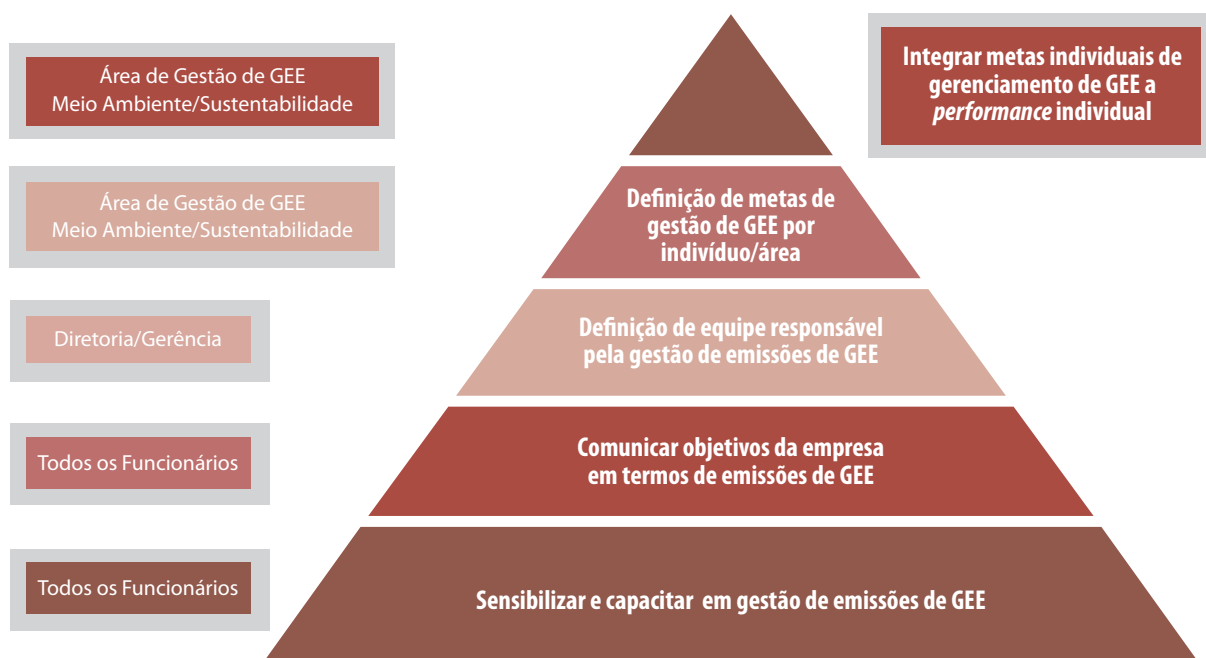 Área de Gestão de GEE
Meio Ambiente/Sustentabilidade
Integrar metas individuais de
gerenciamento de GEE a
performance individual
Área de Gestão de GEE
Meio Ambiente/Sustentabilidade
Definição de metas de
gestão de GEE por
indivíduo/área
Diretoria/Gerência
Definição de equipe responsável
pela gestão de emissões de GEE
Todos os Funcionários
Comunicar objetivos da empresa
em termos de emissões de GEE
Todos os Funcionários
Sensibilizar e capacitar em gestão de emissões de GEE